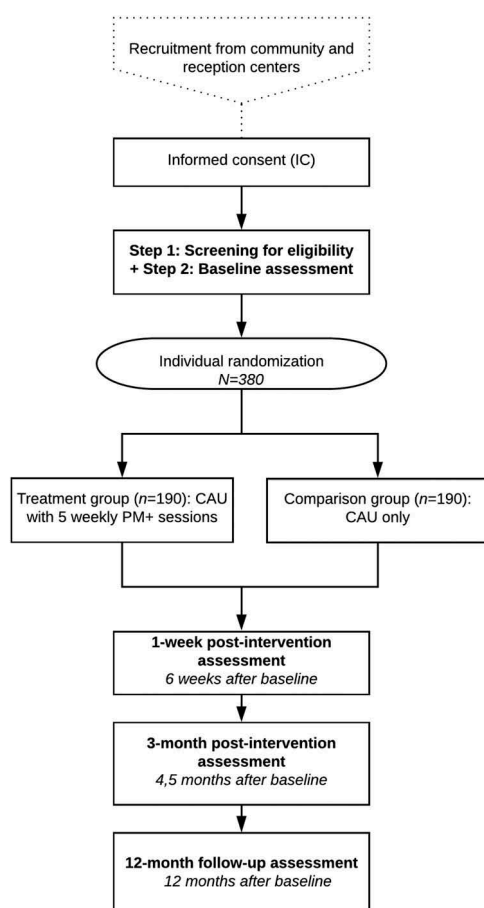 Recruitment from community and
reception centers
Informed consent (IC)
Step 1: Screening for eligibility
+ Step 2: Baseline assessment
Individual randomization
N=380
Treatment group (n=190): CAU
with 5 weekly PM+ sessions
Comparison group (n=190):
CAU only
1-week post-intervention
assessment
6 weeks after baseline
3-month post-intervention
assessment
4,5 months after baseline
12-month follow-up assessment
12 months after baseline